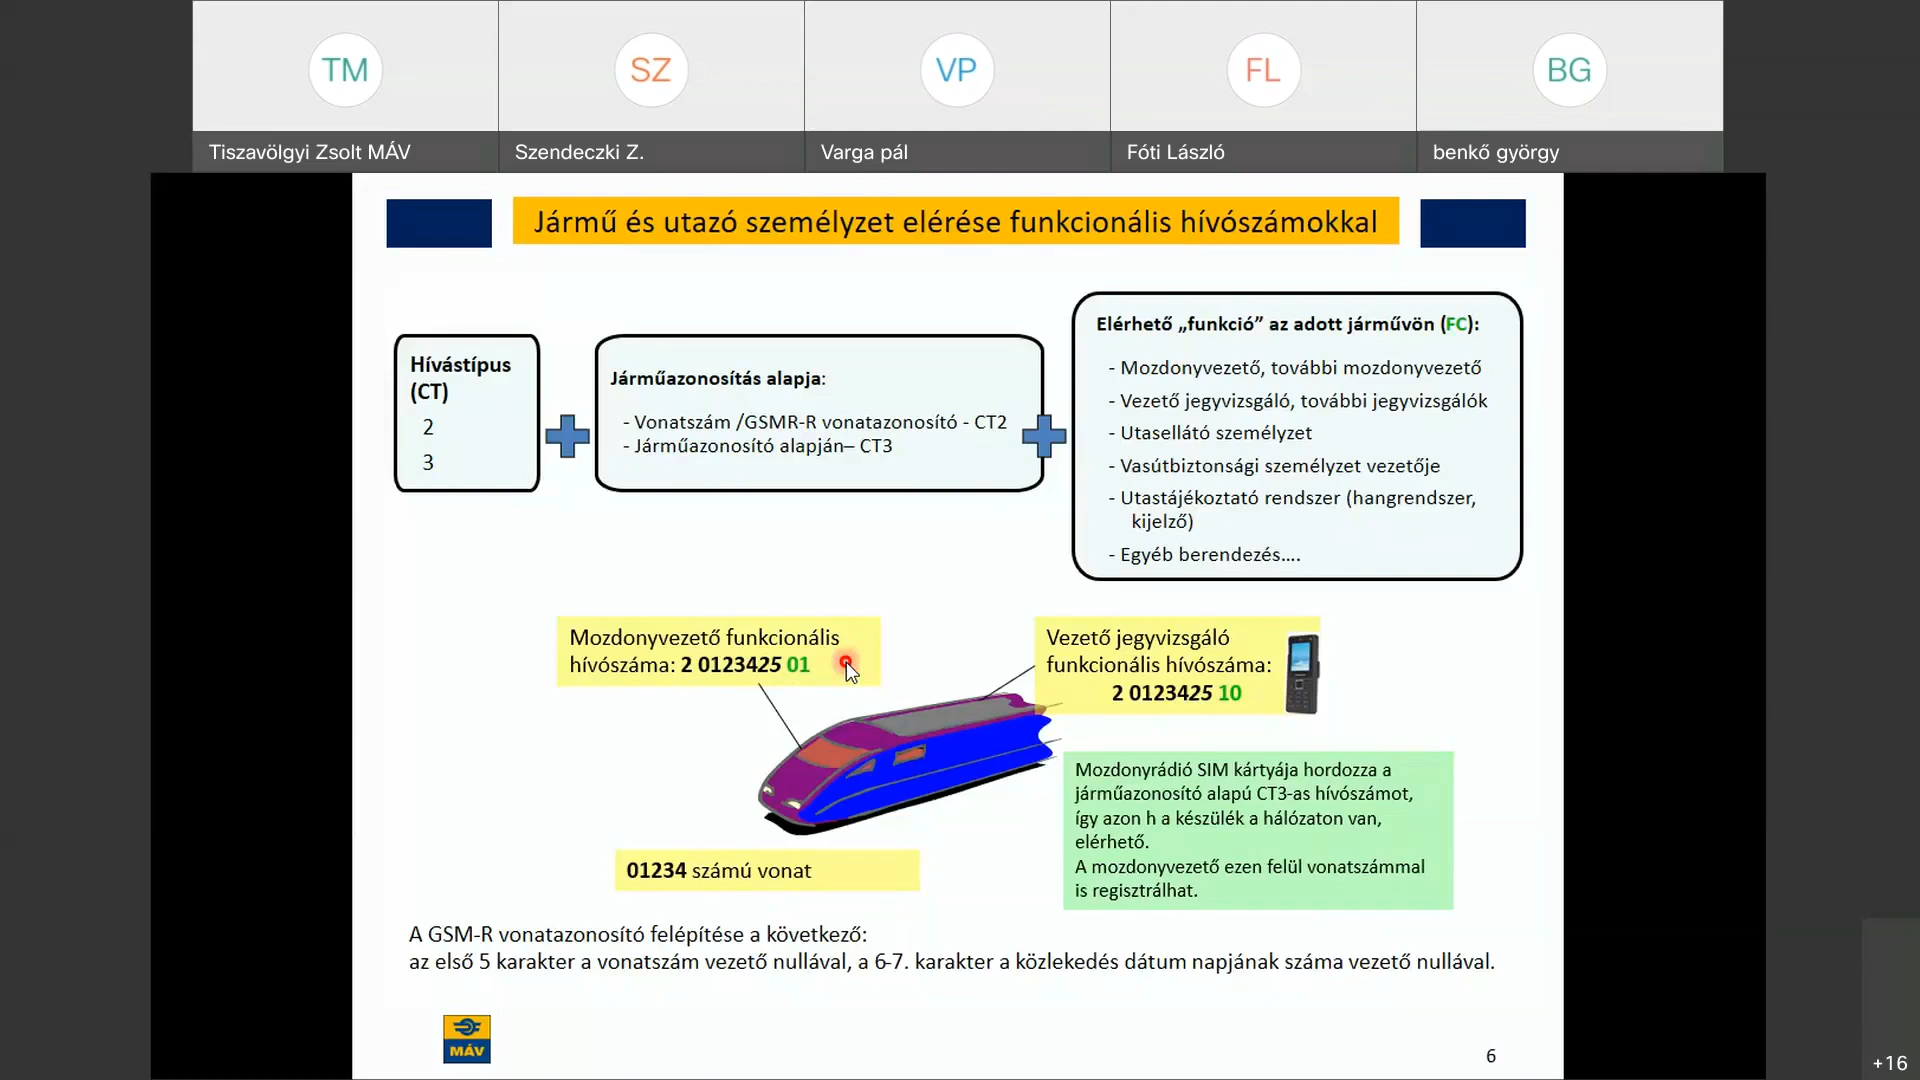 TM
SZ
VP
FL
BG
Tiszavölgyi Zsolt MÁV
Szendeczki Z.
Varga pál
Fóti László
benkő györgy
Jármű és utazó személyzet elérése funkcionális hívószámokkal
Hívástípus
(CT)
2
3
Járműazonosítás alapja:
- Vonatszám /GSMR-R vonatazonosító - CT2
- Járműazonosító alapján– CT3
Elérhető „funkció” az adott járművön (FC):
- Mozdonyvezető, további mozdonyvezető
- Vezető jegyvizsgáló, további jegyvizsgálók
- Utasellátó személyzet
- Vasútbiztonsági személyzet vezetője
- Utastájékoztató rendszer (hangrendszer,
kijelző)
- Egyéb berendezés....
Mozdonyvezető funkcionális
hívószáma: 2 0123425 01
Vezető jegyvizsgáló
funkcionális hívószáma:
2 0123425 10
Mozdonyrádió SIM kártyája hordozza a
járműazonosító alapú CT3-as hívószámot,
így azon h a készülék a hálózaton van,
elérhető.
A mozdonyvezető ezen felül vonatszámmal
is regisztrálhat.
01234 számú vonat
A GSM-R vonatazonosító felépítése a következő:
az első 5 karakter a vonatszám vezető nullával, a 6-7. karakter a közlekedés dátum napjának száma vezető nullával.
MÁV
6
+16